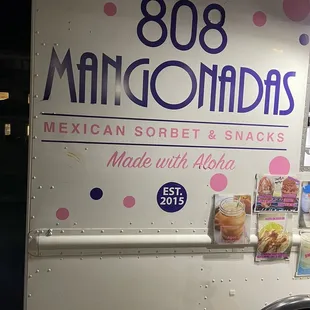 808
MANGONADAS
MEXICAN SORBET & SNACKS
Made with Aloha
EST.
2015